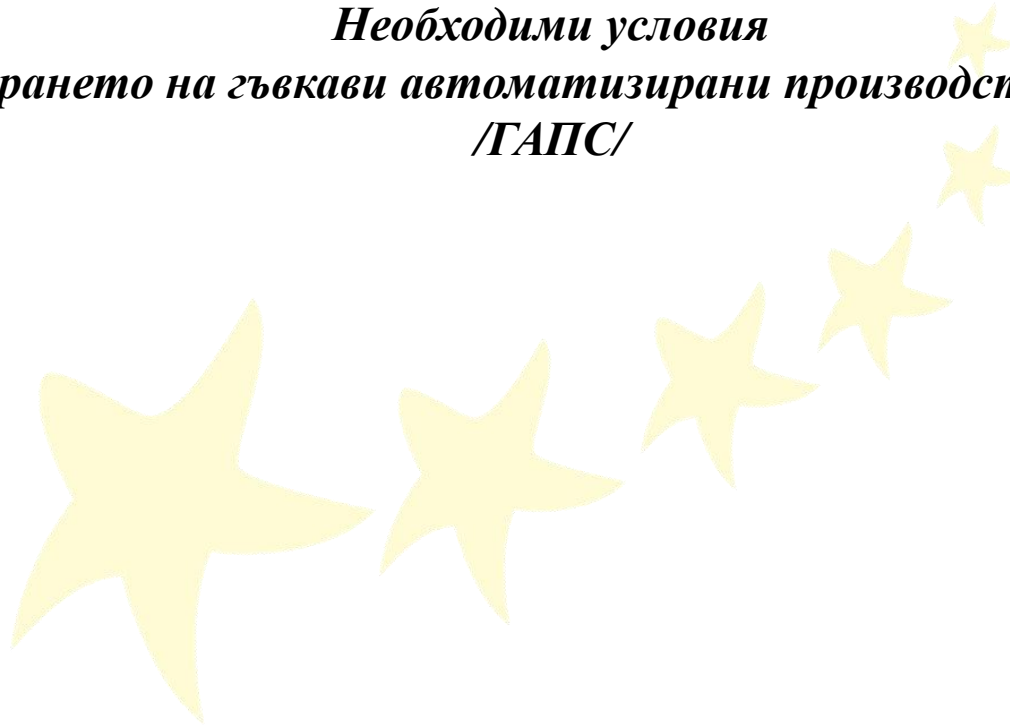 Необходими условия
рането на гъвкави автоматизирани производст
/ГАПС/